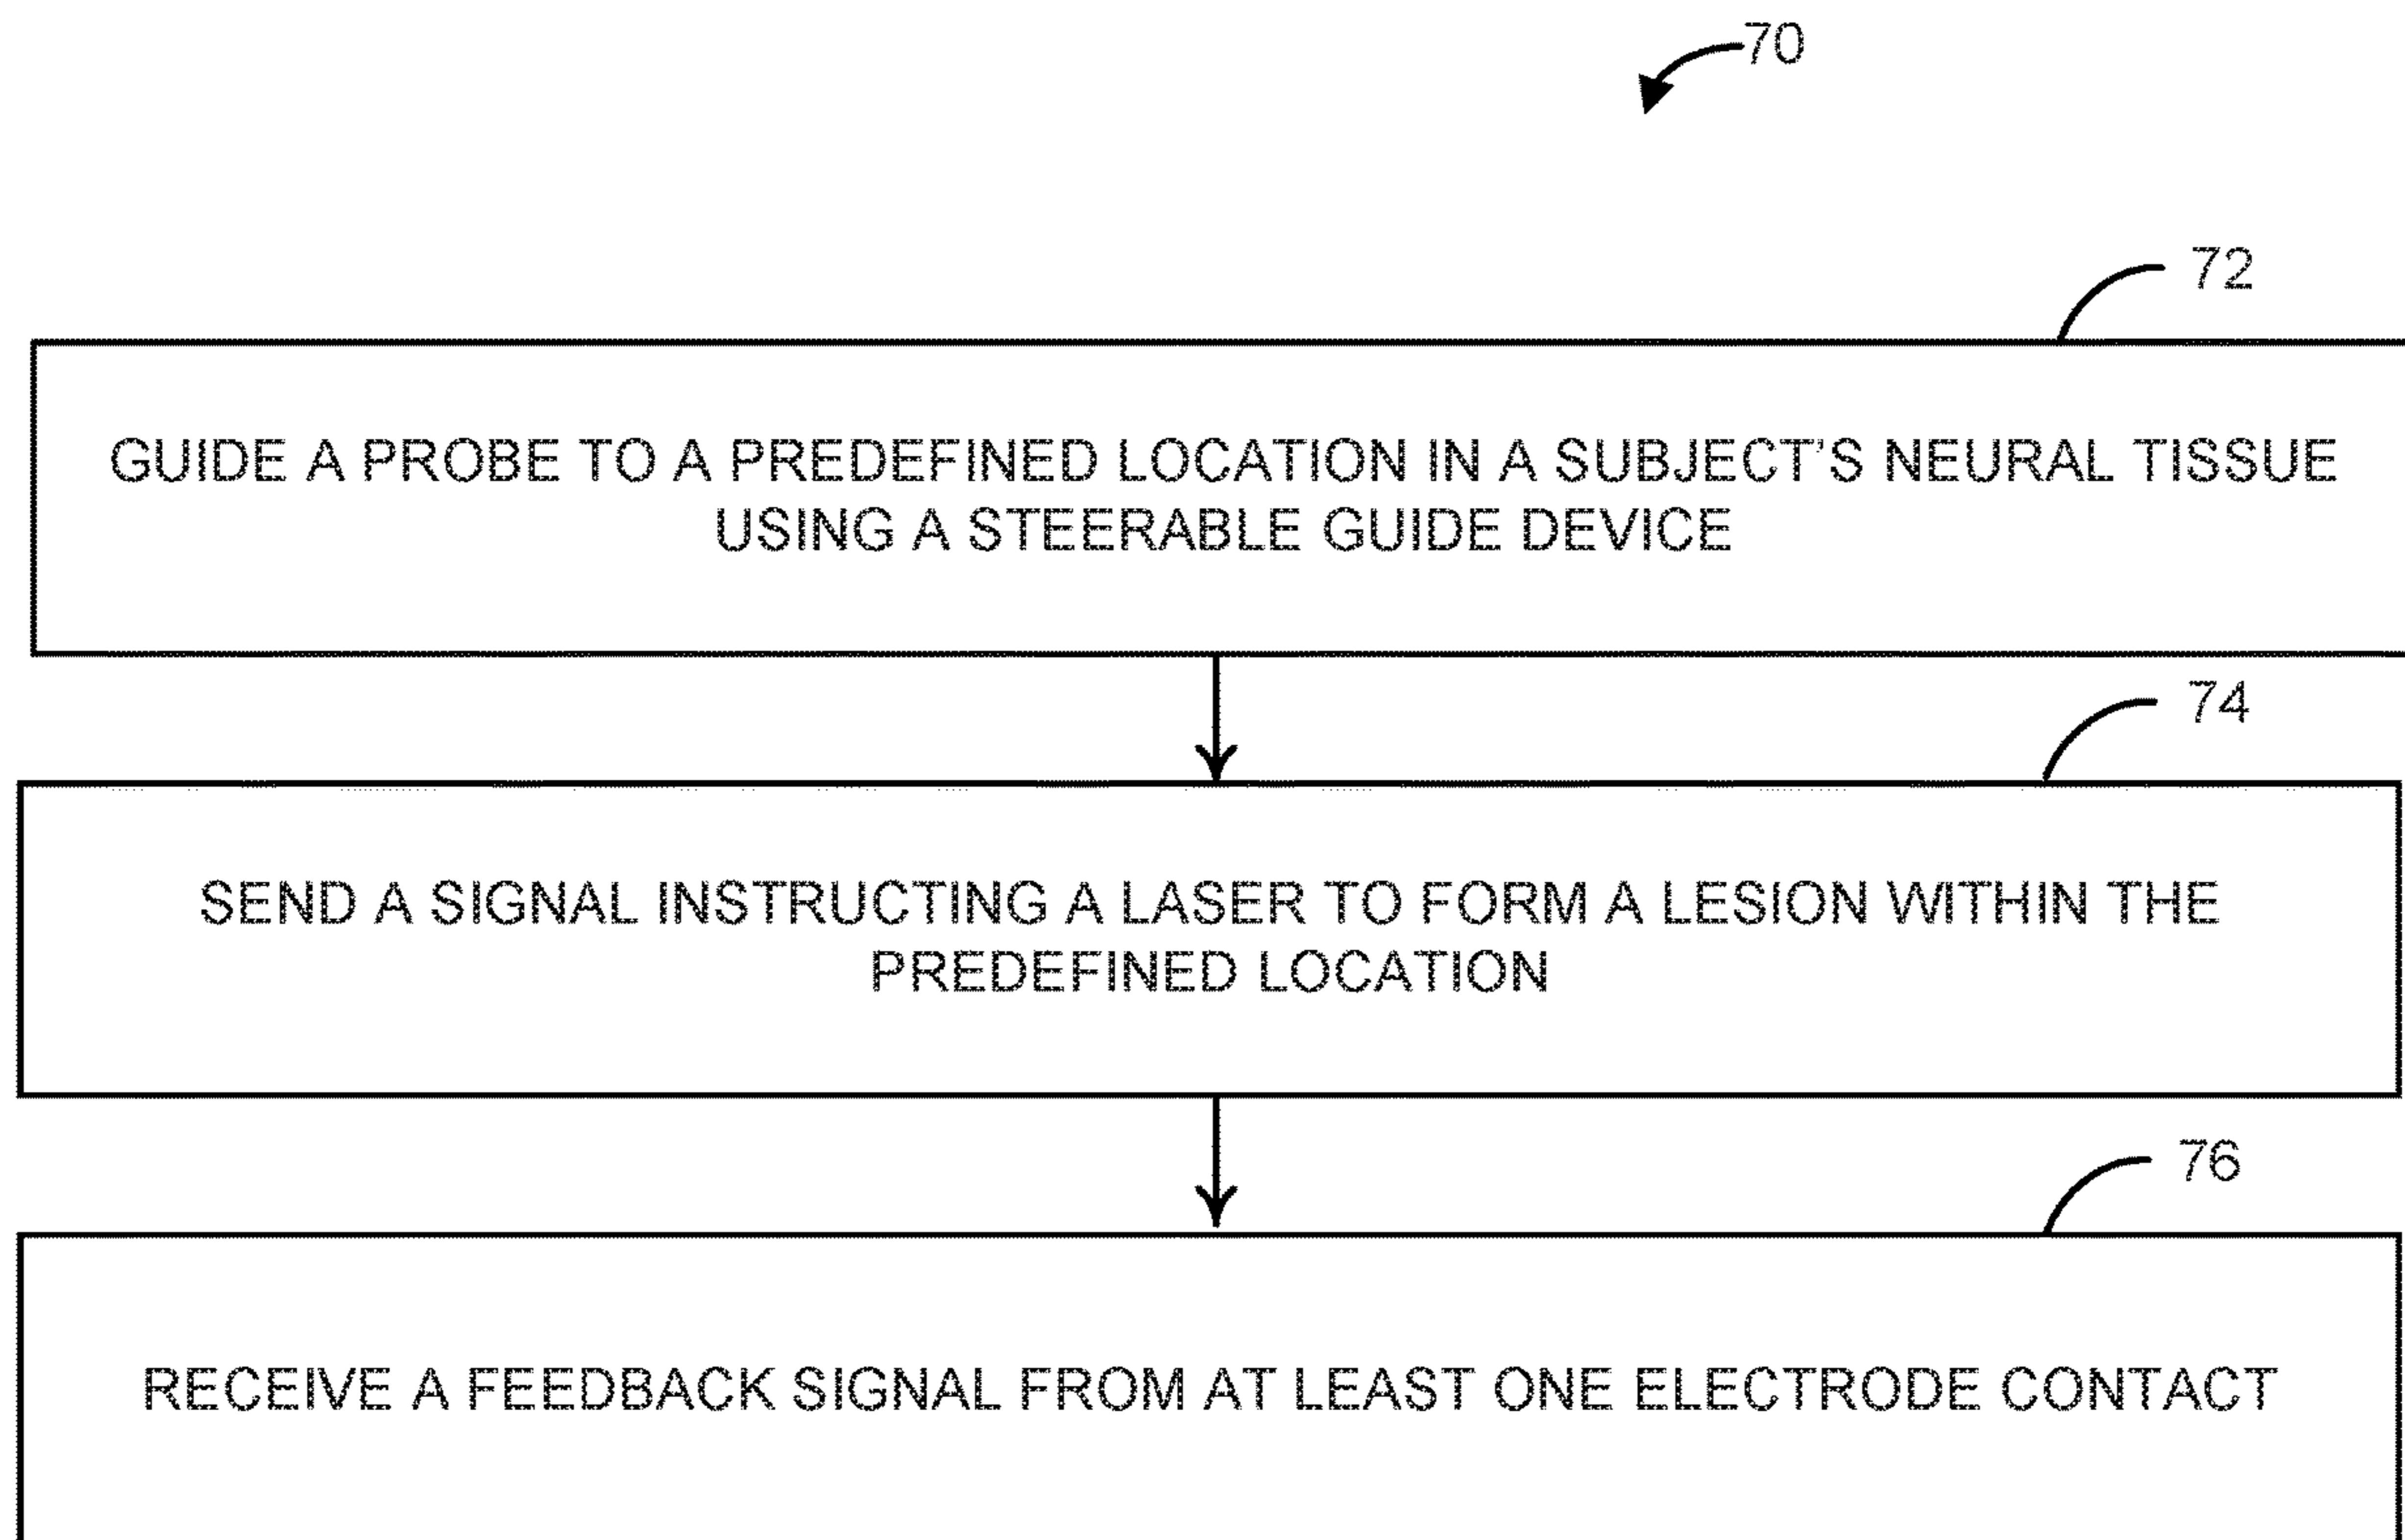 70
72
GUIDE A PROBE TO A PREDEFINED LOCATION IN A SUBJECT'S NEURAL TISSUE
USING A STEERABLE GUIDE DEVICE
74
SEND A SIGNAL INSTRUCTING A LASER TO FORM A LESION WITHIN THE
PREDEFINED LOCATION
76
RECEIVE A FEEDBACK SIGNAL FROM AT LEAST ONE ELECTRODE CONTACT